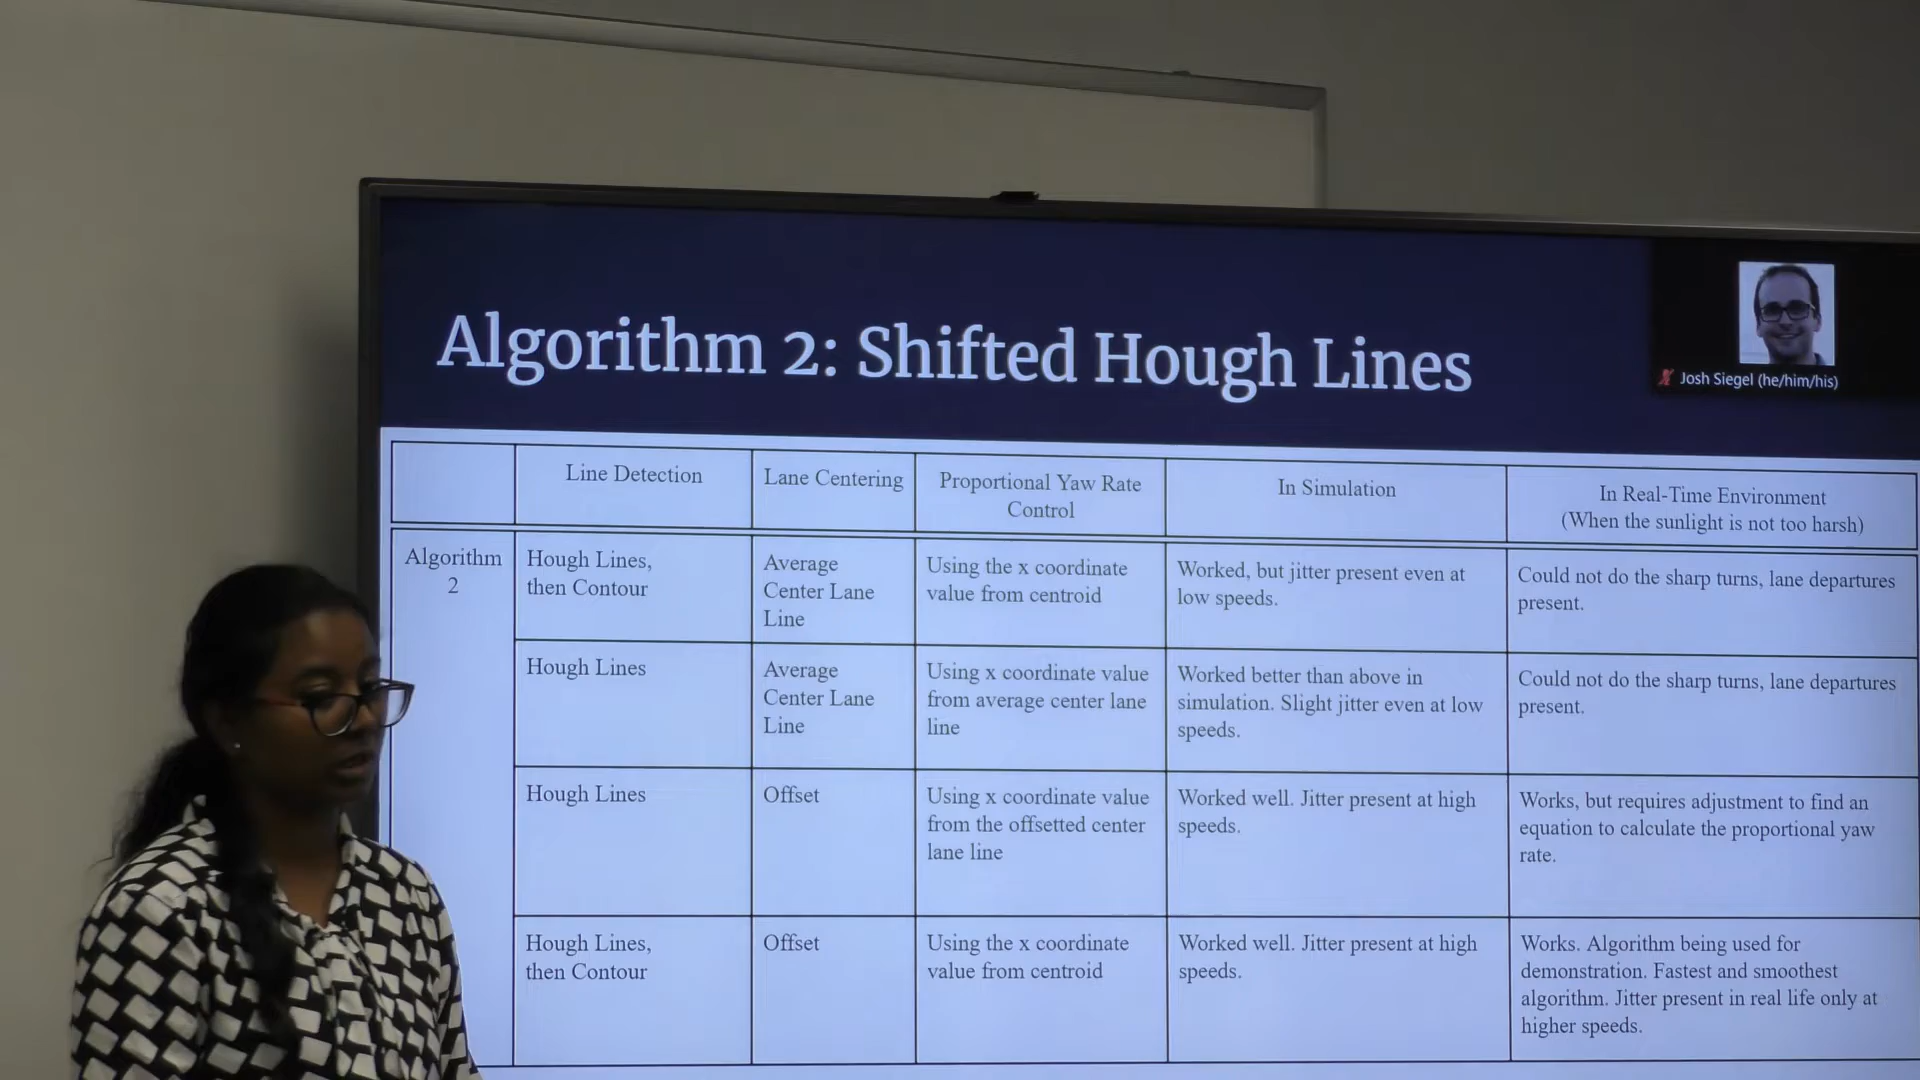 Algorithm 2: Shifted Hough Lines
Josh Siegel (he/him/his)
Line Detection
Lane Centering
Proportional Yaw Rate
Control
In Simulation
In Real-Time Environment
(When the sunlight is not too harsh)
Algorithm
2
Hough Lines,
then Contour
Average
Center Lane
Line
Using the x coordinate
value from centroid
Worked, but jitter present even at
low speeds.
Could not do the sharp turns, lane departures
present.
Hough Lines
Average
Center Lane
Line
Using x coordinate value
from average center lane
line
Worked better than above in
simulation. Slight jitter even at low
speeds.
Could not do the sharp turns, lane departures
present.
Hough Lines
Offset
Using x coordinate value
from the offsetted center
lane line
Worked well. Jitter present at high
speeds.
Works, but requires adjustment to find an
equation to calculate the proportional yaw
rate.
Hough Lines,
then Contour
Offset
Using the x coordinate
value from centroid
Worked well. Jitter present at high
speeds.
Works. Algorithm being used for
demonstration. Fastest and smoothest
algorithm. Jitter present in real life only at
higher speeds.